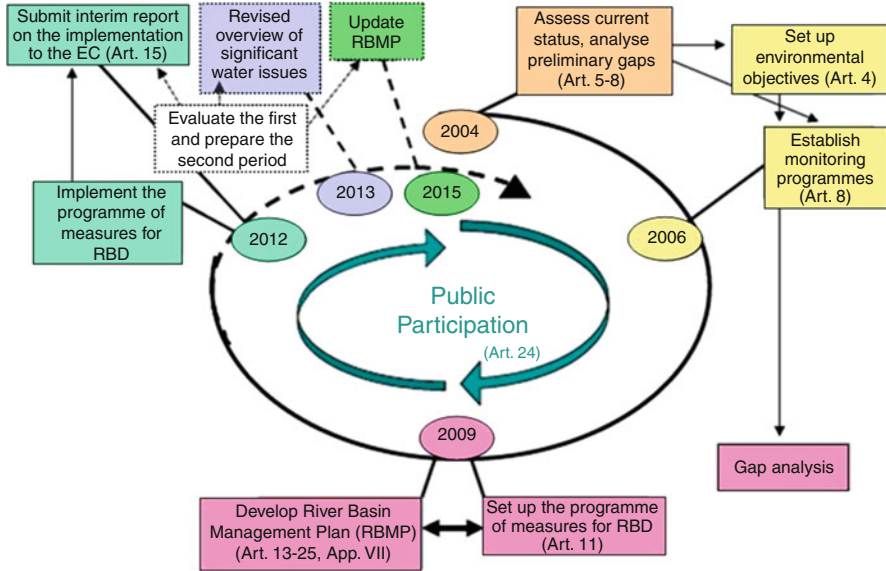 Submit interim report
on the implementation
to the EC (Art. 15)
Revised
overview of
significant
water issues
Update
RBMP
Assess current
status, analyse
preliminary gaps
(Art. 5-8)
Set up
environmental
objectives (Art. 4)
Evaluate the first
and prepare the
second period
2004
Establish
monitoring
programmes
(Art. 8)
Implement the
programme of
measures for
RBD
2013
2015
2012
2006
Public
Participation
(Art. 24)
2009
Gap analysis
Develop River Basin
Management Plan (RBMP)
(Art. 13-25, App. VII)
Set up the programme
of measures for RBD
(Art. 11)